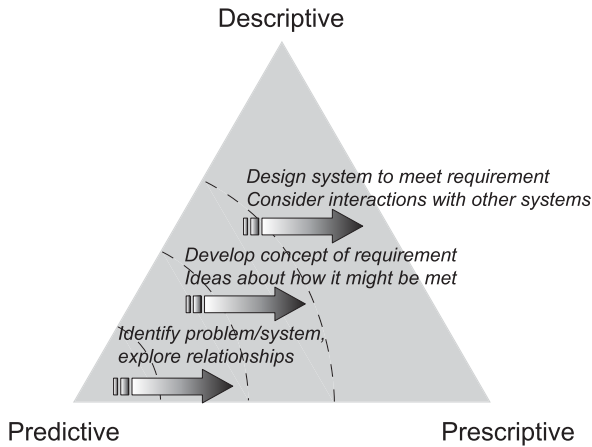 Descriptive
Design system to meet requirement
Consider interactions with other systems
Develop concept of requirement
Ideas about how it might be met
Identify problem/system,
explore relationships
Predictive
Prescriptive